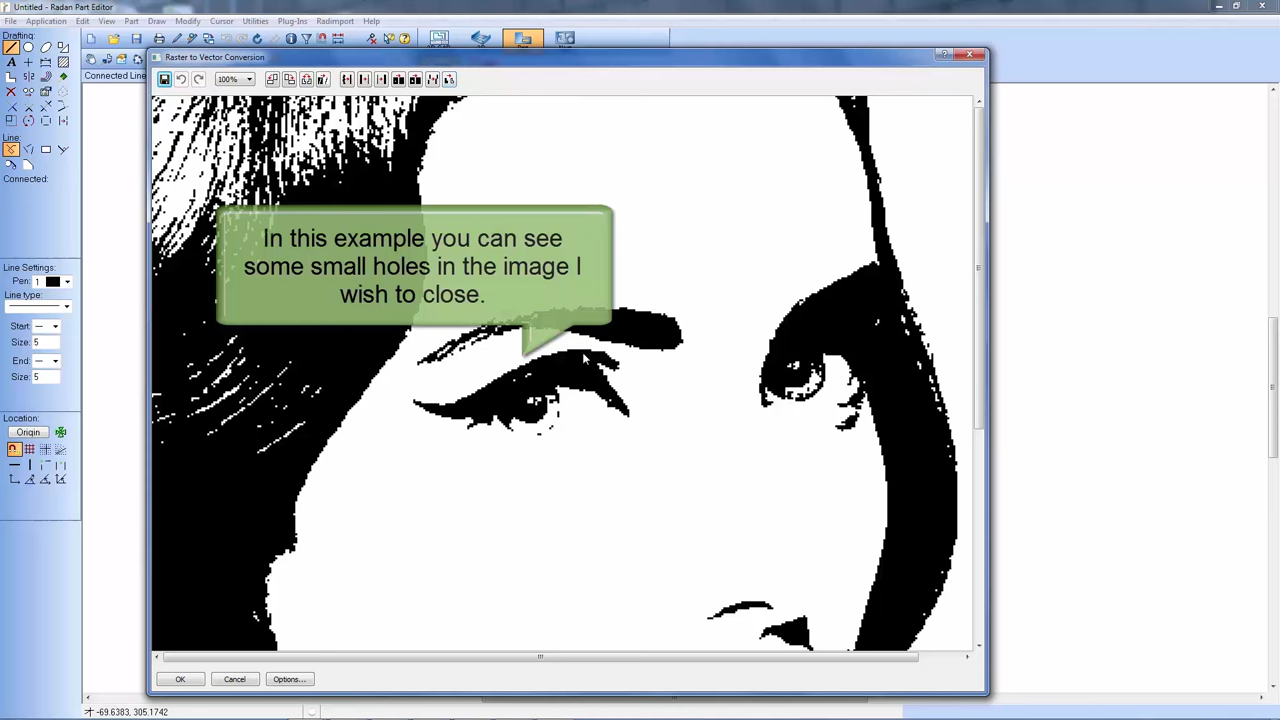 Untitled - Radan Part Editor
File Application Edit View Part Draw Modify Cursor Utilities Plug-Ins Radimport Help
Drafting:
Raster to Vector Conversion
Connected Line
100%
Line:
Connected:
In this example you can see
some small holes in the image I
wish to close.
Line Settings:
Pen: 1
Line type:
Start:
Size: 5
End:
Size: 5
Location:
Origin
OK Cancel Options...
-69.6383, 305.1742